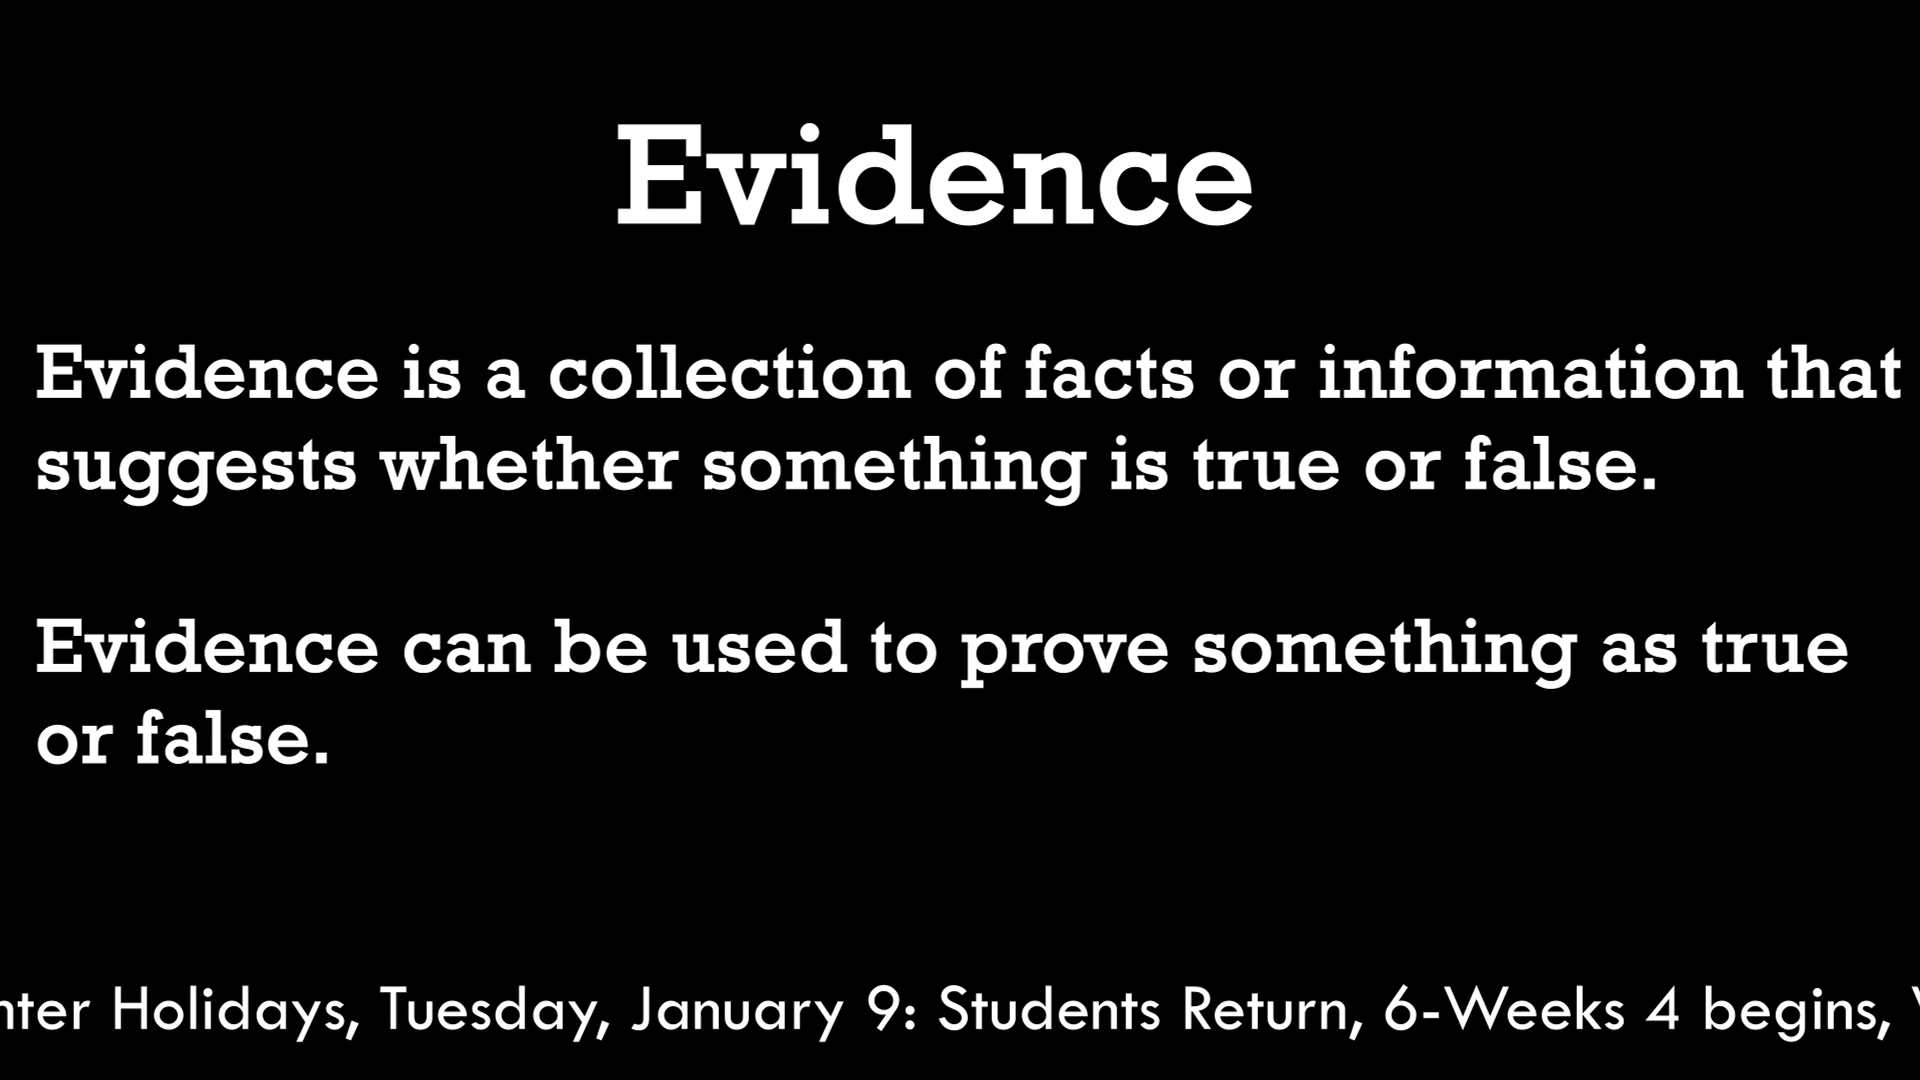 Evidence
Evidence is a collection of facts or information that
suggests whether something is true or false.
Evidence can be used to prove something as true
or false.
Holidays, Tuesday, January 9: Students Return, 6-Weeks 4 begins,